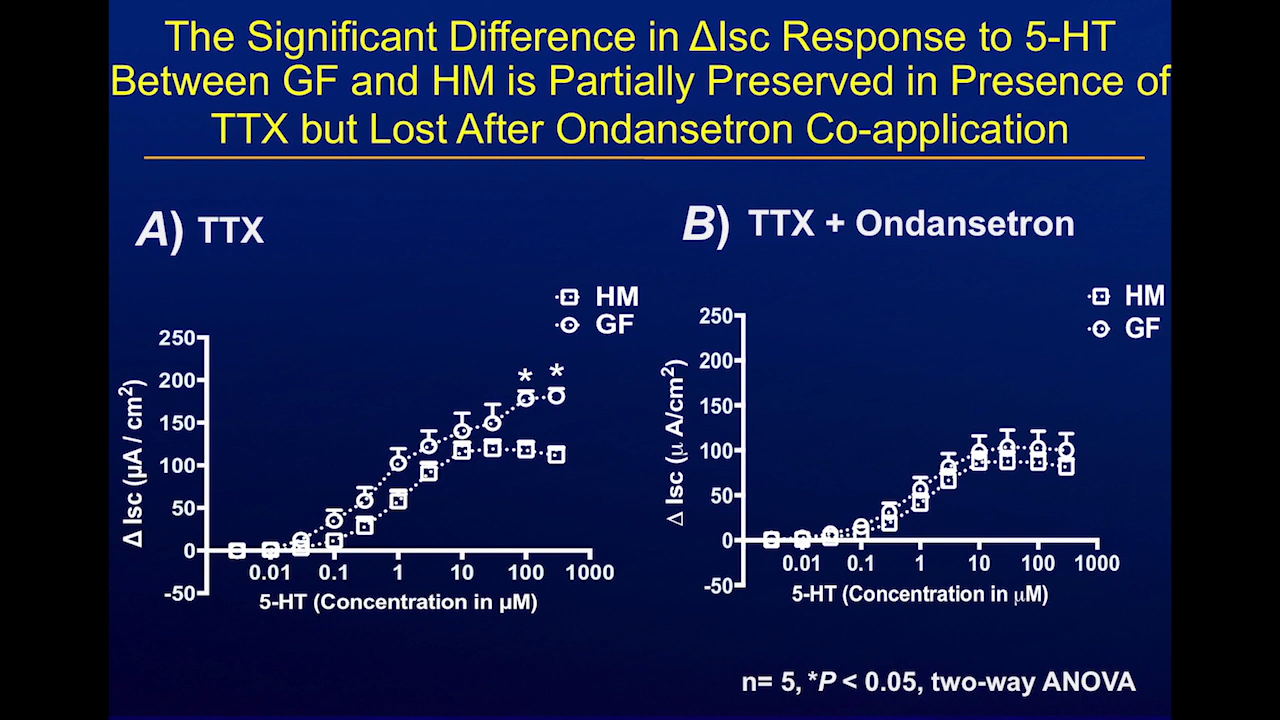 The Significant Difference in ΔIsc Response to 5-HT
Between GF and HM is Partially Preserved in Presence of
TTX but Lost After Ondansetron Co-application
A) TTX
HM
GF
Δ Isc (μA / cm²)
250
200
150
100
50
0
-50
* *
0.01 0.1 1 10 100 1000
5-HT (Concentration in μM)
B) TTX + Ondansetron
HM
GF
Δ Isc (μ A/cm²)
250
200
150
100
50
0
-50
0.01 0.1 1 10 100 1000
5-HT (Concentration in μM)
n= 5, *P < 0.05, two-way ANOVA